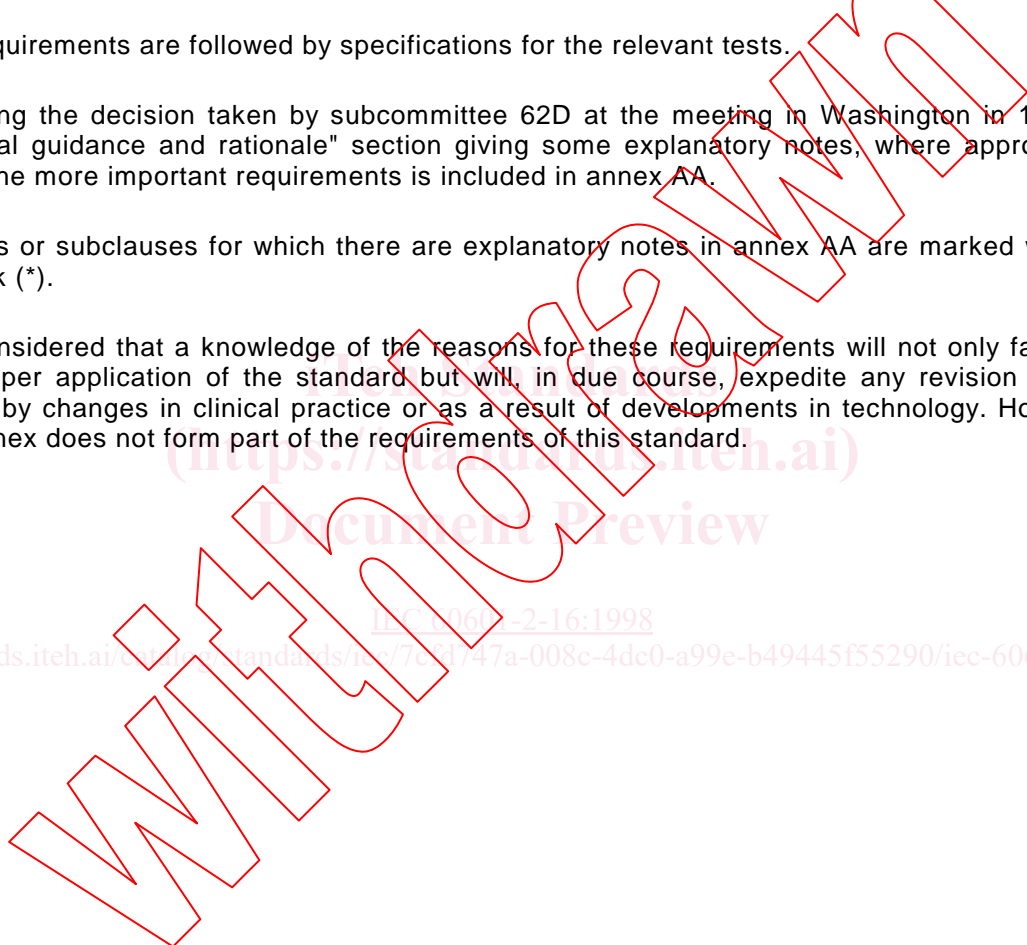 quirements are followed by specifications for the relevant tests.
ng the decision taken by subcommittee 62D at the meeting in Washington in 1
al guidance and rationale" section giving some explanatory notes, where appro
he more important requirements is included in annex AA.
s or subclauses for which there are explanatory notes in annex AA are marked
k (*).
nsidered that a knowledge of the reasons for these requirements will not only fa
per application of the standard but will, in due course, expedite any revision
by changes in clinical practice or as a result of developments in technology. Ho
nex does not form part of the requirements of this standard.
iTeh Standards
(https://standards.iteh.ai)
Document Preview
IEC 60601-2-16:1998
ds.iteh.ai/catalog/standards/iec/7cfd747a-008c-4dc0-a99e-b49445f55290/iec-60
withdrawn